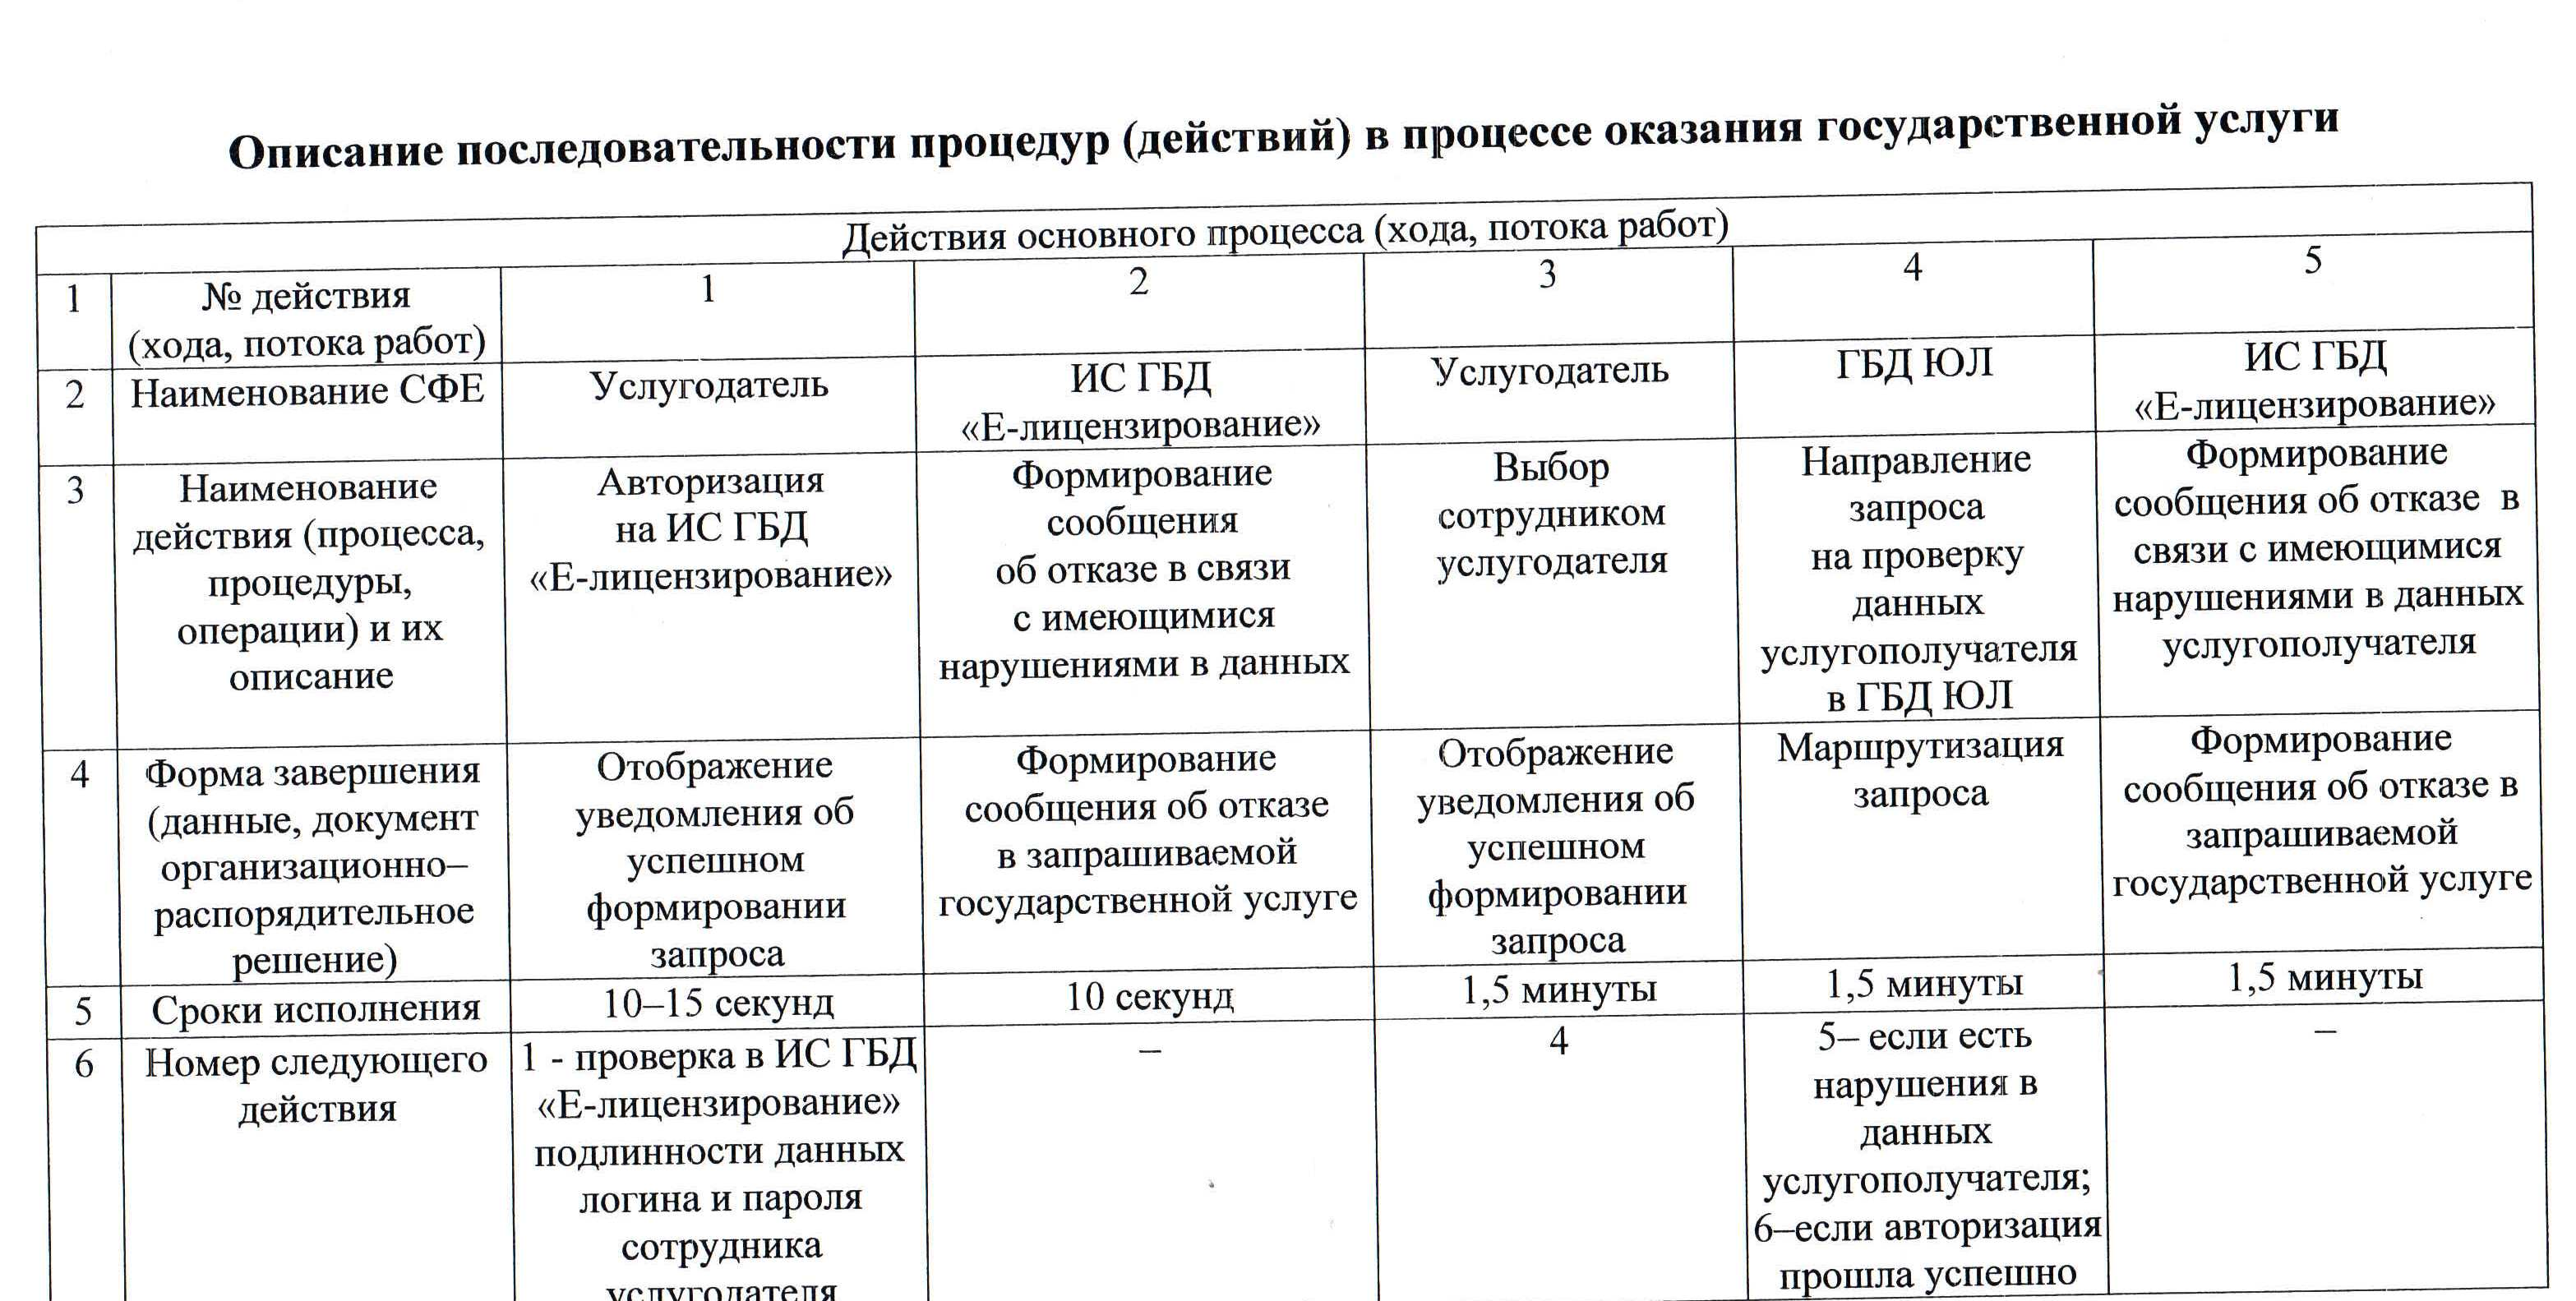 Описание последовательности процедур (действий) в процессе оказания государственной услуги
Действия основного процесса (хода, потока работ)
1
№ действия
(хода, потока работ)
1
2
3
4
5
2
Наименование СФЕ
Услугодатель
ИС ГБД
«Е-лицензирование»
Услугодатель
ГБД ЮЛ
ИС ГБД
«Е-лицензирование»
3
Наименование
действия (процесса,
процедуры,
операции) и их
описание
Авторизация
на ИС ГБД
«Е-лицензирование»
Формирование
сообщения
об отказе в связи
с имеющимися
нарушениями в данных
Выбор
сотрудником
услугодателя
Направление
запроса
на проверку
данных
услугополучателя
в ГБД ЮЛ
Формирование
сообщения об отказе в
связи с имеющимися
нарушениями в данных
услугополучателя
4
Форма завершения
(данные, документ
организационно–
распорядительное
решение)
Отображение
уведомления об
успешном
формировании
запроса
Формирование
сообщения об отказе
в запрашиваемой
государственной услуге
Отображение
уведомления об
успешном
формировании
запроса
Маршрутизация
запроса
Формирование
сообщения об отказе в
запрашиваемой
государственной услуге
5
Сроки исполнения
10–15 секунд
10 секунд
1,5 минуты
1,5 минуты
1,5 минуты
6
Номер следующего
действия
1 - проверка в ИС ГБД
«Е-лицензирование»
подлинности данных
логина и пароля
сотрудника
услугодателя
–
4
5– если есть
нарушения в
данных
услугополучателя;
6–если авторизация
прошла успешно
–